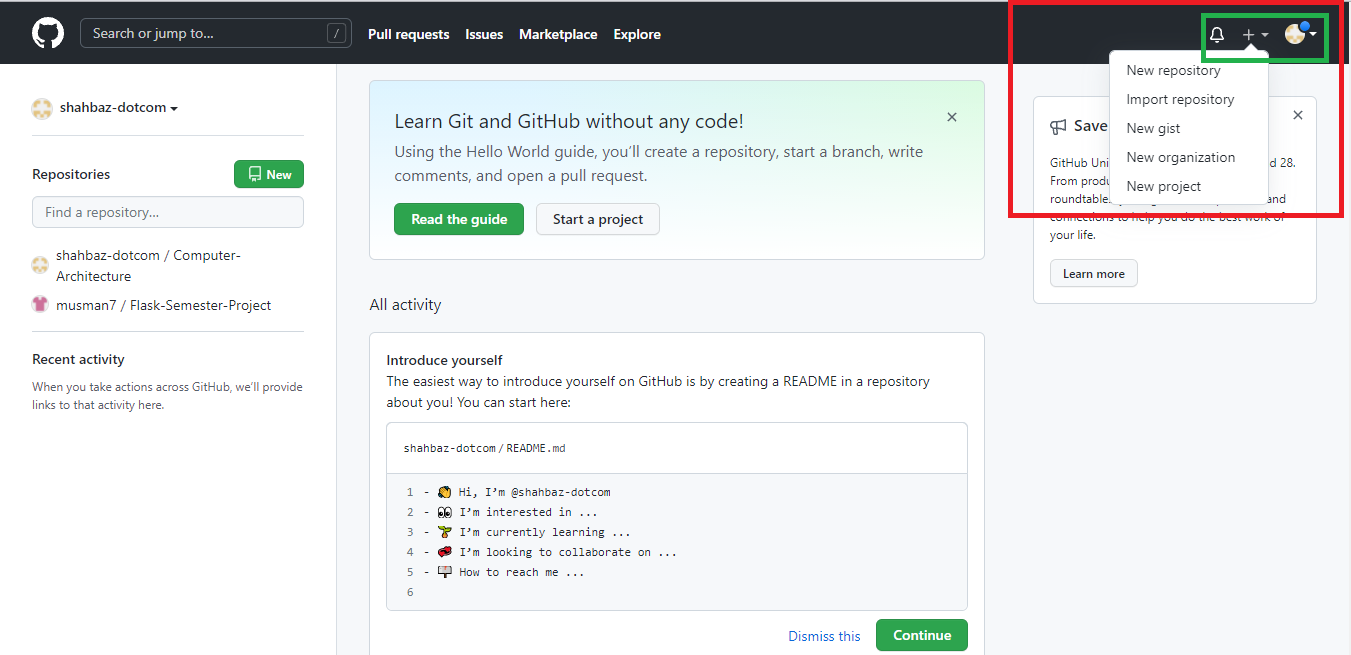 Search or jump to...
/
Pull requests
Issues
Marketplace
Explore
New repository
Import repository
New gist
New organization
New project
shahbaz-dotcom
Repositories
New
Find a repository...
shahbaz-dotcom / Computer-
Architecture
musman7 / Flask-Semester-Project
Recent activity
When you take actions across GitHub, we’ll provide
links to that activity here.
Learn Git and GitHub without any code!
Using the Hello World guide, you’ll create a repository, start a branch, write
comments, and open a pull request.
Read the guide
Start a project
All activity
Introduce yourself
The easiest way to introduce yourself on GitHub is by creating a README in a repository
about you! You can start here:
shahbaz-dotcom / README.md
1 - 👋 Hi, I’m @shahbaz-dotcom
2 - 👀 I’m interested in ...
3 - 🌱 I’m currently learning ...
4 - 💞️ I’m looking to collaborate on ...
5 - 📫 How to reach me ...
6
Dismiss this
Continue
Save
GitHub 28.
From
and
connections to help you do the best work of
your life.
Learn more